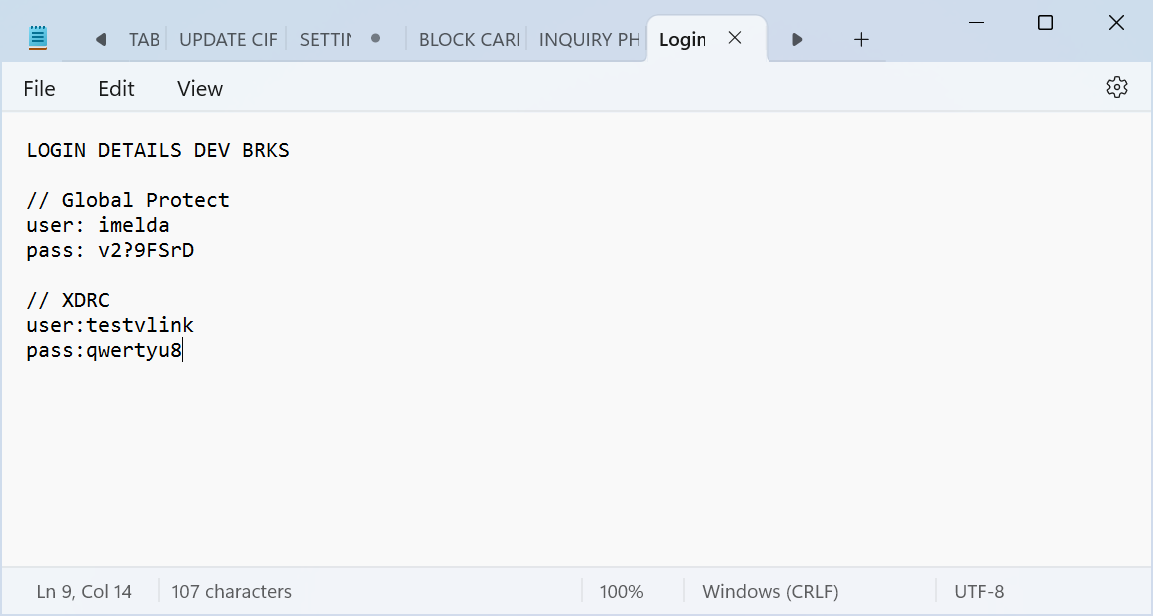 TAB UPDATE CIF SETTIN BLOCK CARI INQUIRY PH Login
File Edit View
LOGIN DETAILS DEV BRKS
// Global Protect
user: imelda
pass: v2?9FSrD
// XDRC
user:testvlink
pass:qwertyu8
Ln 9, Col 14 107 characters 100% Windows (CRLF) UTF-8